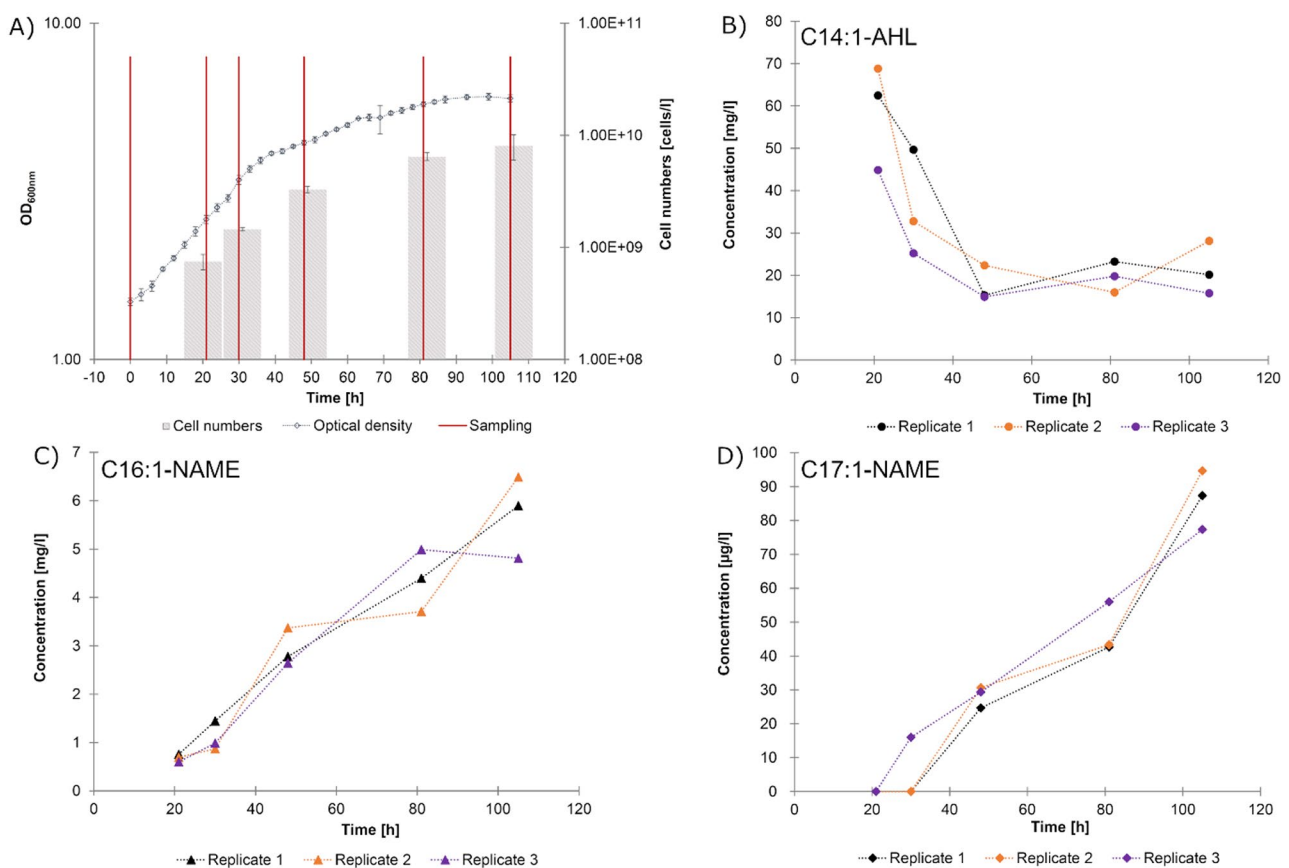 A)
10.00
1.00
OD600nm
1.00E+11
1.00E+10
1.00E+09
1.00E+08
Cell numbers [cells/l]
-10 0 10 20 30 40 50 60 70 80 90 100 110 120
Time [h]
Cell numbers Optical density Sampling
B)
C14:1-AHL
80
70
60
50
40
30
20
10
0
Concentration [mg/l]
0 20 40 60 80 100 120
Time [h]
Replicate 1 Replicate 2 Replicate 3
C)
C16:1-NAME
7
6
5
4
3
2
1
0
Concentration [mg/l]
0 20 40 60 80 100 120
Time [h]
Replicate 1 Replicate 2 Replicate 3
D)
C17:1-NAME
100
90
80
70
60
50
40
30
20
10
0
Concentration [µg/l]
0 20 40 60 80 100 120
Time [h]
Replicate 1 Replicate 2 Replicate 3